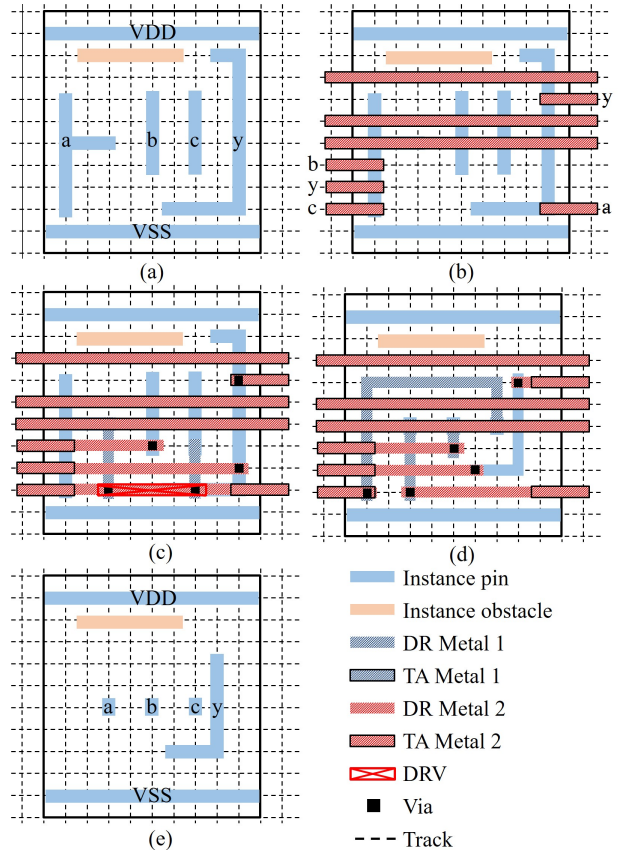 VDD
a
b
c
y
VSS
(a)
y
b
y
c
a
(b)
(c)
(d)
VDD
a
b
c
y
VSS
(e)
Instance pin
Instance obstacle
DR Metal 1
TA Metal 1
DR Metal 2
TA Metal 2
DRV
Via
Track